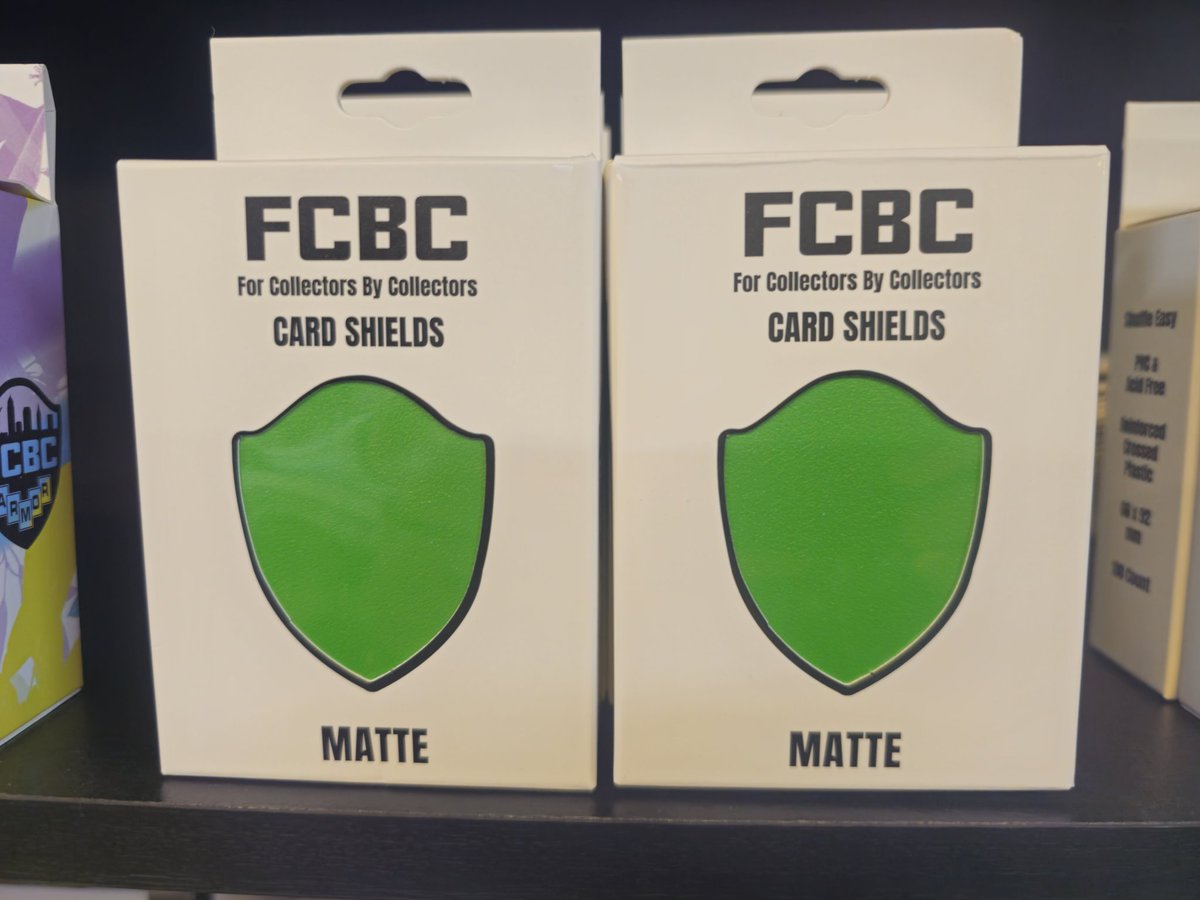 FCBC
For Collectors By Collectors
CARD SHIELDS
MATTE
FCBC
For Collectors By Collectors
CARD SHIELDS
MATTE
CBC
ARMOR
Shuffle Easy
PVC &
Acid Free
Reinforced
Crossed
Plastic
100 Count